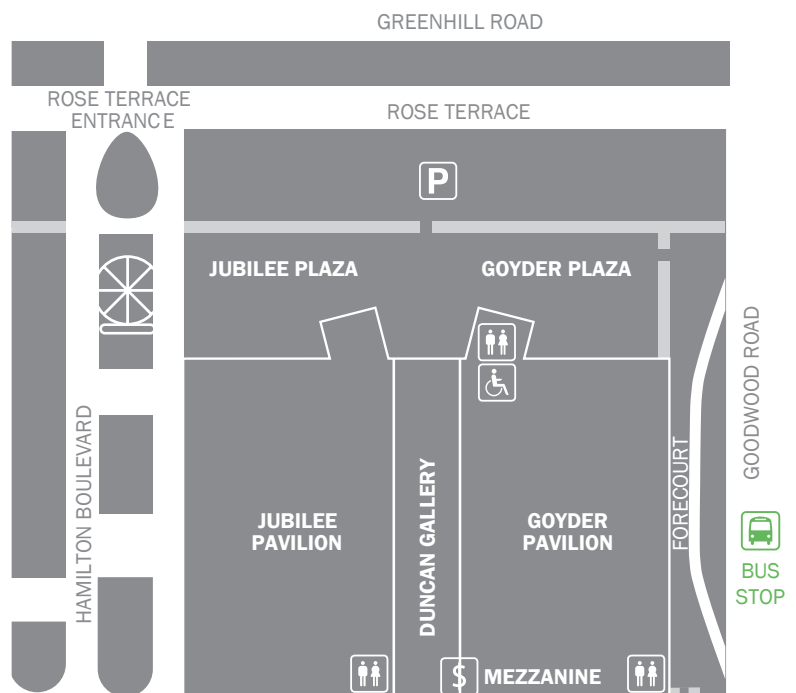 GREENHILL ROAD
ROSE TERRACE
ENTRANCE
ROSE TERRACE
P
JUBILEE PLAZA
GOYDER PLAZA
HAMILTON BOULEVARD
JUBILEE
PAVILION
DUNCAN GALLERY
GOYDER
PAVILION
FORECOURT
GOODWOOD ROAD
BUS
STOP
$ MEZZANINE